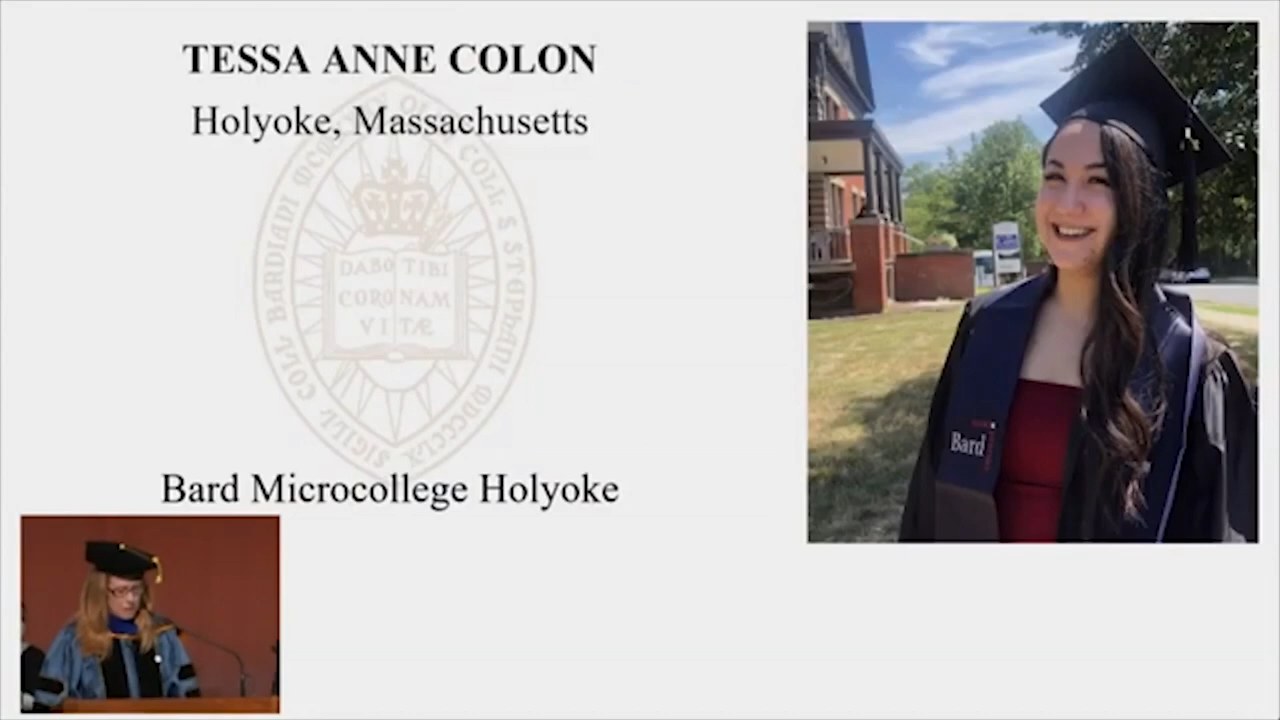 TESSA ANNE COLON
Holyoke, Massachusetts
DABO TIBI
CORONAM
VITÆ
Bard Microcollege Holyoke
Bard